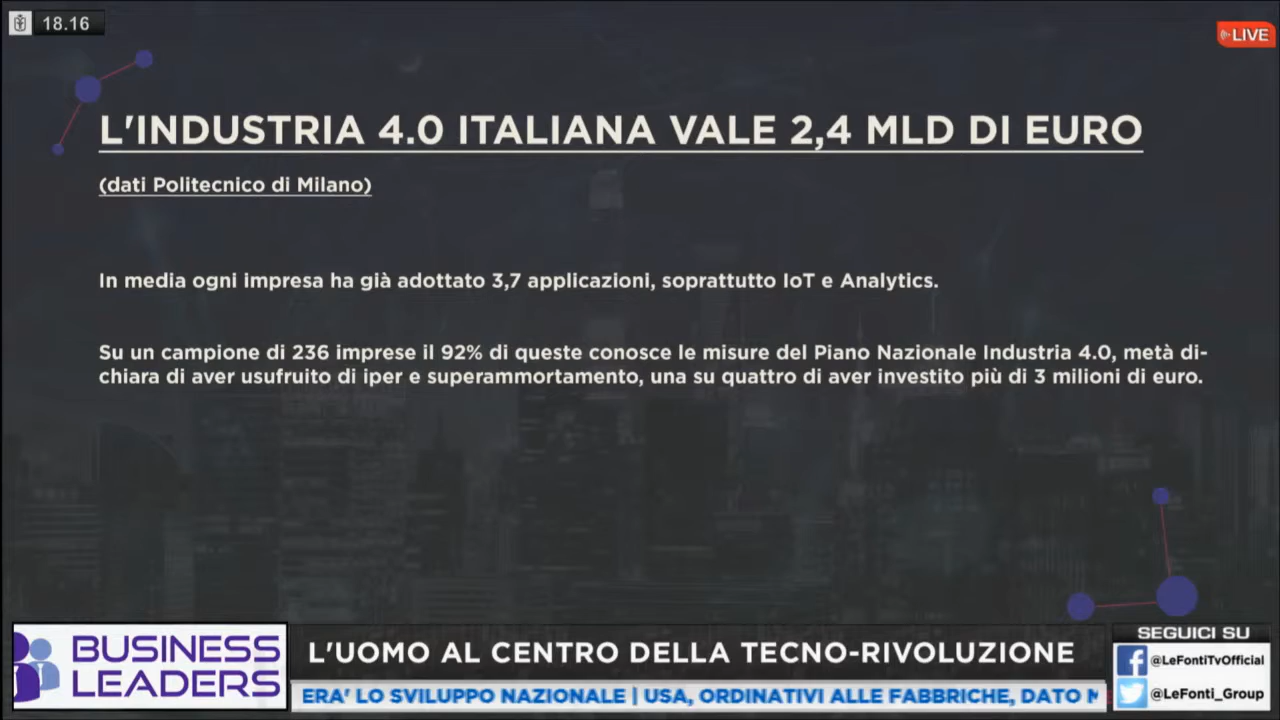 18.16
LIVE
L'INDUSTRIA 4.0 ITALIANA VALE 2,4 MLD DI EURO
(dati Politecnico di Milano)
In media ogni impresa ha già adottato 3,7 applicazioni, soprattutto IoT e Analytics.
Su un campione di 236 imprese il 92% di queste conosce le misure del Piano Nazionale Industria 4.0, metà di-
chiara di aver usufruito di iper e superammortamento, una su quattro di aver investito più di 3 milioni di euro.
BUSINESS
LEADERS
L'UOMO AL CENTRO DELLA TECNO-RIVOLUZIONE
ERA' LO SVILUPPO NAZIONALE | USA, ORDINATIVI ALLE FABBRICHE, DATO
SEGUICI SU
@LeFontiTvOfficial
@LeFonti_Group